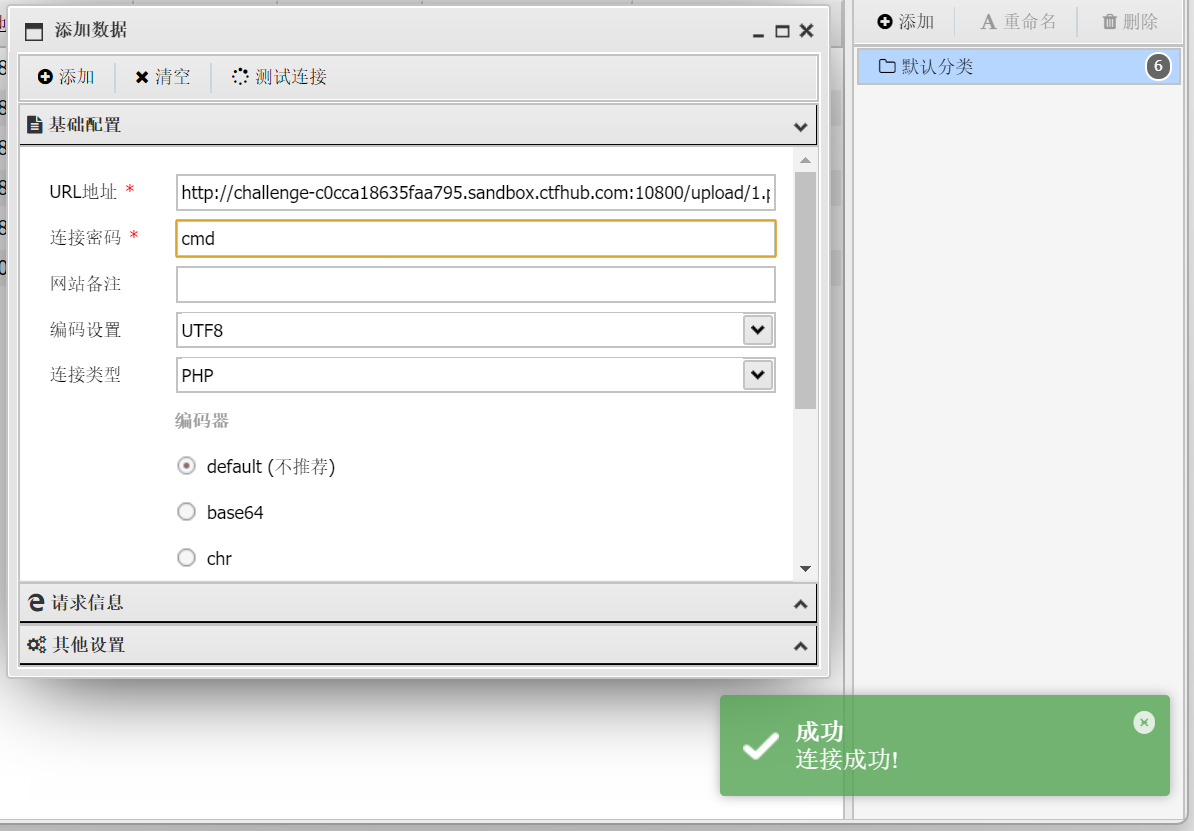 添加数据
添加 清空 测试连接
基础配置
URL地址 * http://challenge-c0cca18635faa795.sandbox.ctfhub.com:10800/upload/1.p
连接密码 * cmd
网站备注
编码设置 UTF8
连接类型 PHP
编码器
default (不推荐)
base64
chr
请求信息
其他设置
添加 重命名 删除
默认分类 6
成功
连接成功!